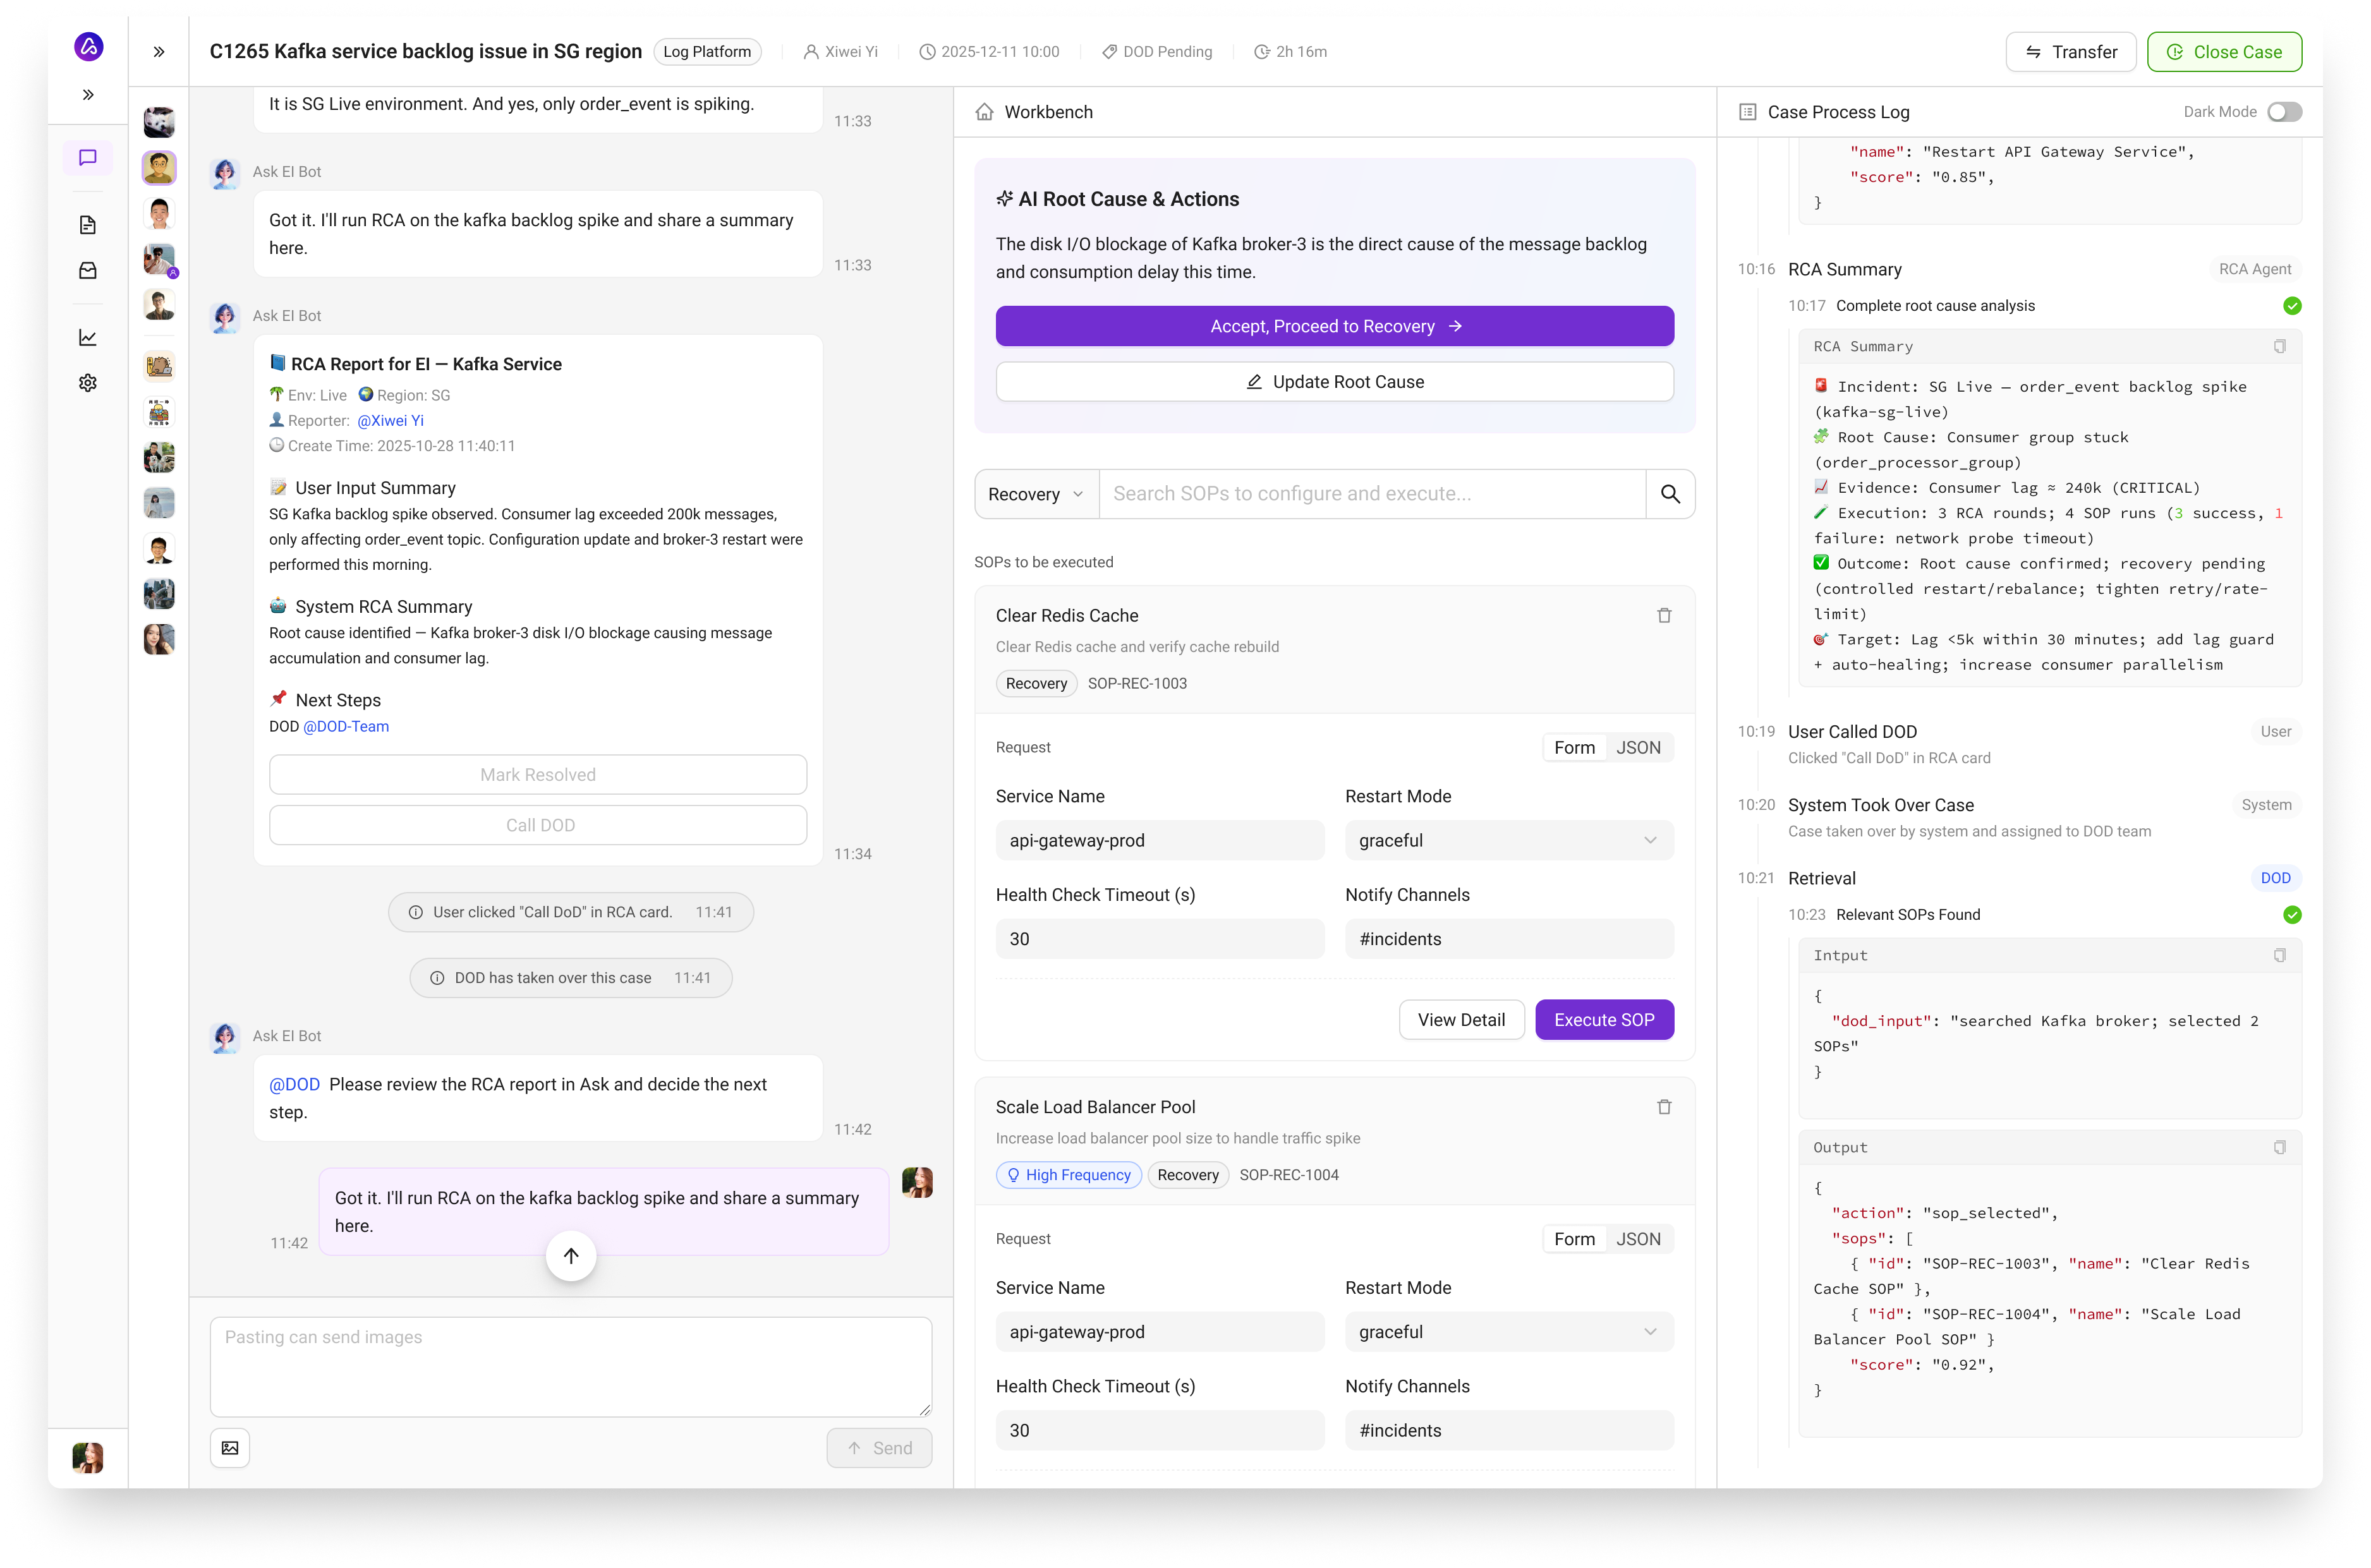 C1265 Kafka service backlog issue in SG region
Log Platform
Xiwei Yi
2025-12-11 10:00
DOD Pending
2h 16m
Transfer
Close Case
It is SG Live environment. And yes, only order_event is spiking.
11:33
Ask EI Bot
Got it. I'll run RCA on the kafka backlog spike and share a summary
here.
11:33
Ask EI Bot
RCA Report for EI — Kafka Service
Env: Live Region: SG
Reporter: @Xiwei Yi
Create Time: 2025-10-28 11:40:11
User Input Summary
SG Kafka backlog spike observed. Consumer lag exceeded 200k messages,
only affecting order_event topic. Configuration update and broker-3 restart were
performed this morning.
System RCA Summary
Root cause identified — Kafka broker-3 disk I/O blockage causing message
accumulation and consumer lag.
Next Steps
DOD @DOD-Team
Mark Resolved
Call DOD
11:34
User clicked "Call DoD" in RCA card. 11:41
DOD has taken over this case 11:41
Ask EI Bot
@DOD Please review the RCA report in Ask and decide the next
step.
11:42
Got it. I'll run RCA on the kafka backlog spike and share a summary
here.
11:42
Pasting can send images
Send
Workbench
AI Root Cause & Actions
The disk I/O blockage of Kafka broker-3 is the direct cause of the message backlog
and consumption delay this time.
Accept, Proceed to Recovery
Update Root Cause
Recovery
Search SOPs to configure and execute...
SOPs to be executed
Clear Redis Cache
Clear Redis cache and verify cache rebuild
Recovery SOP-REC-1003
Request
Form JSON
Service Name Restart Mode
api-gateway-prod graceful
Health Check Timeout (s) Notify Channels
30 #incidents
View Detail
Execute SOP
Scale Load Balancer Pool
Increase load balancer pool size to handle traffic spike
High Frequency Recovery SOP-REC-1004
Request
Form JSON
Service Name Restart Mode
api-gateway-prod graceful
Health Check Timeout (s) Notify Channels
30 #incidents
Case Process Log
Dark Mode
"name": "Restart API Gateway Service",
"score": "0.85",
}
10:16 RCA Summary RCA Agent
10:17 Complete root cause analysis
RCA Summary
Incident: SG Live — order_event backlog spike
(kafka-sg-live)
Root Cause: Consumer group stuck
(order_processor_group)
Evidence: Consumer lag ≈ 240k (CRITICAL)
Execution: 3 RCA rounds; 4 SOP runs (3 success, 1
failure: network probe timeout)
Outcome: Root cause confirmed; recovery pending
(controlled restart/rebalance; tighten retry/rate-
limit)
Target: Lag <5k within 30 minutes; add lag guard
+ auto-healing; increase consumer parallelism
10:19 User Called DOD User
Clicked "Call DoD" in RCA card
10:20 System Took Over Case System
Case taken over by system and assigned to DOD team
10:21 Retrieval DOD
10:23 Relevant SOPs Found
Intput
{
"dod_input": "searched Kafka broker; selected 2
SOPs"
}
Output
{
"action": "sop_selected",
"sops": [
{ "id": "SOP-REC-1003", "name": "Clear Redis
Cache SOP" },
{ "id": "SOP-REC-1004", "name": "Scale Load
Balancer Pool SOP" }
"score": "0.92",
}